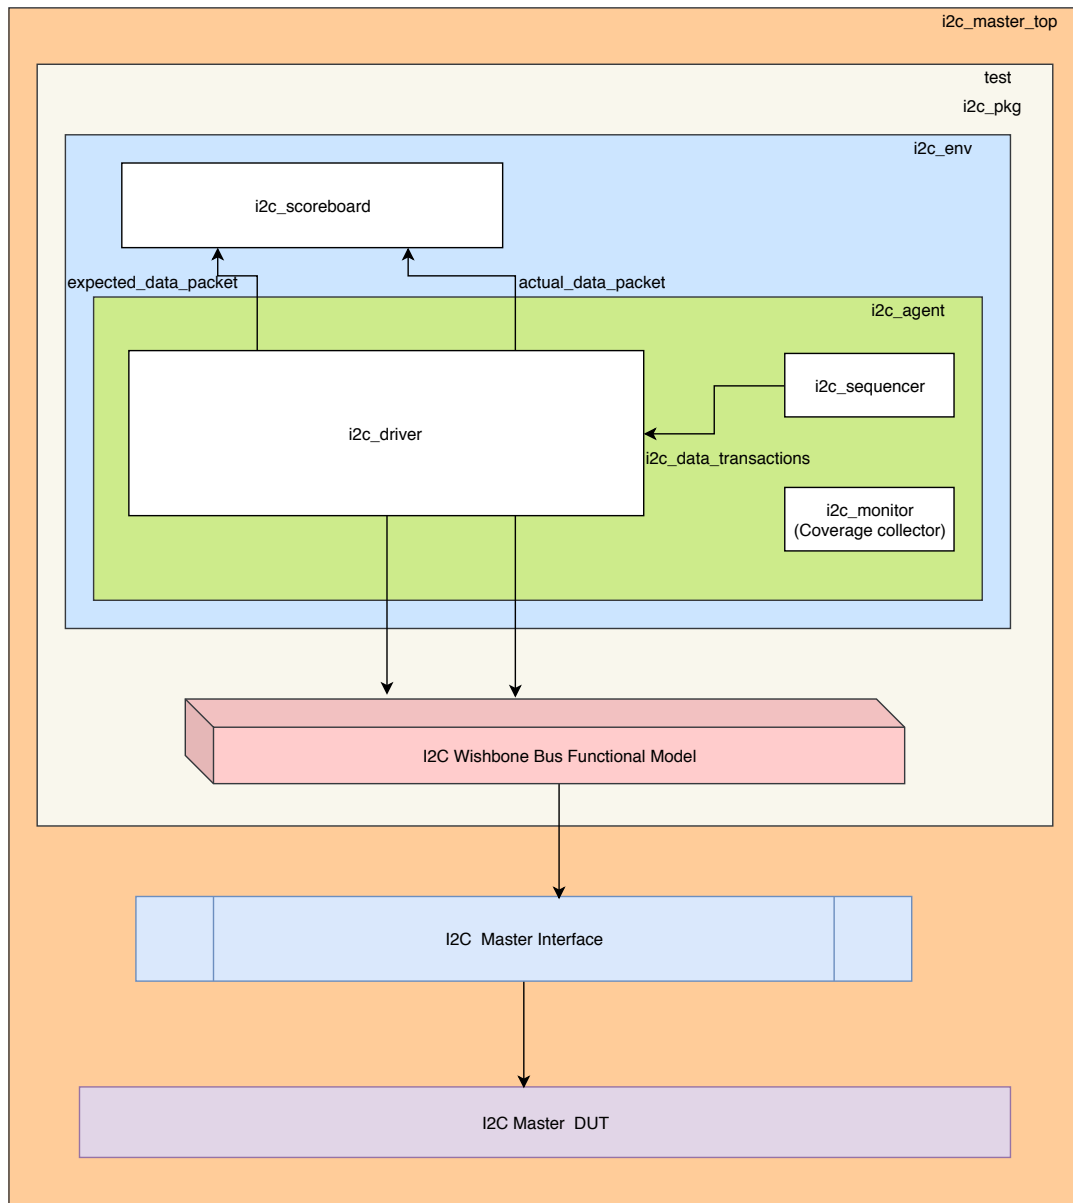 i2c_master_top
test
i2c_pkg
i2c_env
i2c_scoreboard
expected_data_packet
actual_data_packet
i2c_agent
i2c_sequencer
i2c_driver
i2c_data_transactions
i2c_monitor
(Coverage collector)
I2C Wishbone Bus Functional Model
I2C  Master Interface
I2C Master  DUT